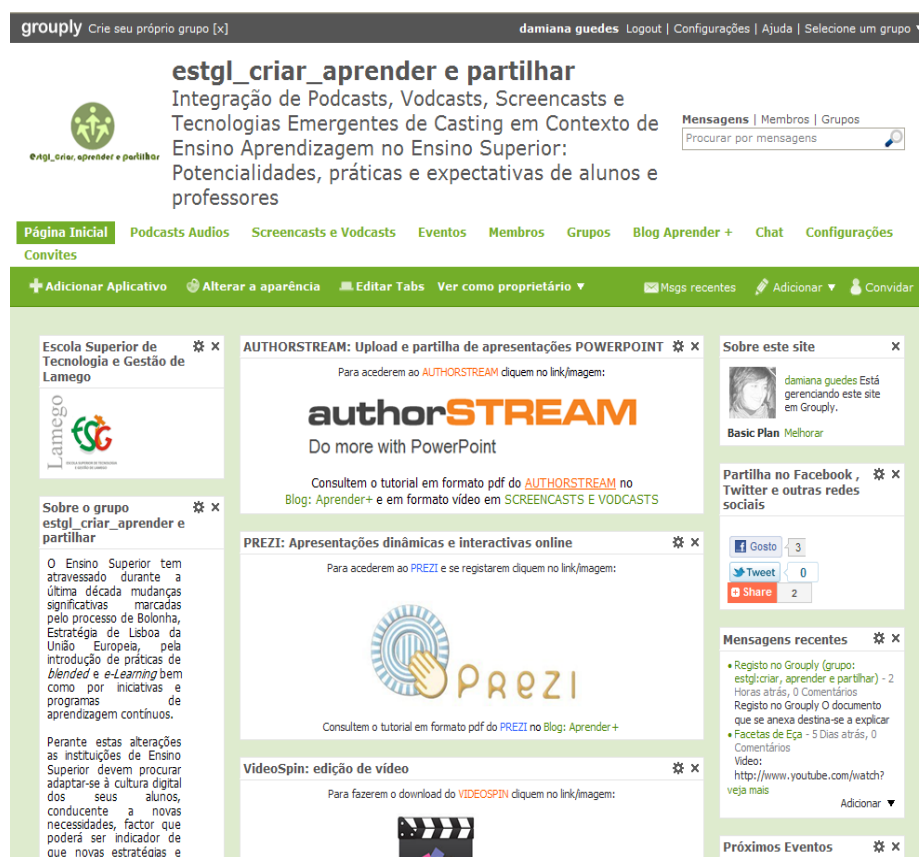 grouply Crie seu próprio grupo [x]
damiana guedes Logout | Configurações | Ajuda | Selecione um grupo ▼
estgl_criar_aprender e partilhar
Integração de Podcasts, Vodcasts, Screencasts e
Tecnologias Emergentes de Casting em Contexto de
Ensino Aprendizagem no Ensino Superior:
Potencialidades, práticas e expectativas de alunos e
professores
estgl_criar, aprender e partilhar
Mensagens | Membros | Grupos
Procurar por mensagens
Página Inicial Podcasts Audios Screencasts e Vodcasts Eventos Membros Grupos Blog Aprender + Chat Configurações
Convites
Adicionar Aplicativo Alterar a aparência Editar Tabs Ver como proprietário ▼ Msgs recentes Adicionar ▼ Convidar
Escola Superior de
Tecnologia e Gestão de
Lamego
Lamego
ESTG
ESCOLA SUPERIOR DE TECNOLOGIA
E GESTÃO DE LAMEGO
Sobre o grupo
estgl_criar_aprender e
partilhar
O Ensino Superior tem
atravessado durante a
última década mudanças
significativas marcadas
pelo processo de Bolonha,
Estratégia de Lisboa da
União Europeia, pela
introdução de práticas de
blended e e-Learning bem
como por iniciativas e
programas de
aprendizagem contínuos.
Perante estas alterações
as instituições de Ensino
Superior devem procurar
adaptar-se à cultura digital
dos seus alunos,
conducente a novas
necessidades, factor que
poderá ser indicador de
que novas estratégias e
AUTHORSTREAM: Upload e partilha de apresentações POWERPOINT
Para acederem ao AUTHORSTREAM cliquem no link/imagem:
authorSTREAM
Do more with PowerPoint
Consultem o tutorial em formato pdf do AUTHORSTREAM no
Blog: Aprender+ e em formato vídeo em SCREENCASTS E VODCASTS
PREZI: Apresentações dinâmicas e interactivas online
Para acederem ao PREZI e se registarem cliquem no link/imagem:
PREZI
Consultem o tutorial em formato pdf do PREZI no Blog: Aprender+
VideoSpin: edição de vídeo
Para fazerem o download do VIDEOSPIN cliquem no link/imagem:
Sobre este site
damiana guedes Está
gerenciando este site
em Grouply.
Basic Plan Melhorar
Partilha no Facebook ,
Twitter e outras redes
sociais
Gosto 3
Tweet 0
Share 2
Mensagens recentes
Registo no Grouply (grupo:
estgl:criar, aprender e partilhar) - 2
Horas atrás, 0 Comentários
Registo no Grouply O documento
que se anexa destina-se a explicar
Facetas de Eça - 5 Dias atrás, 0
Comentários
Video:
http://www.youtube.com/watch?
veja mais
Adicionar ▼
Próximos Eventos